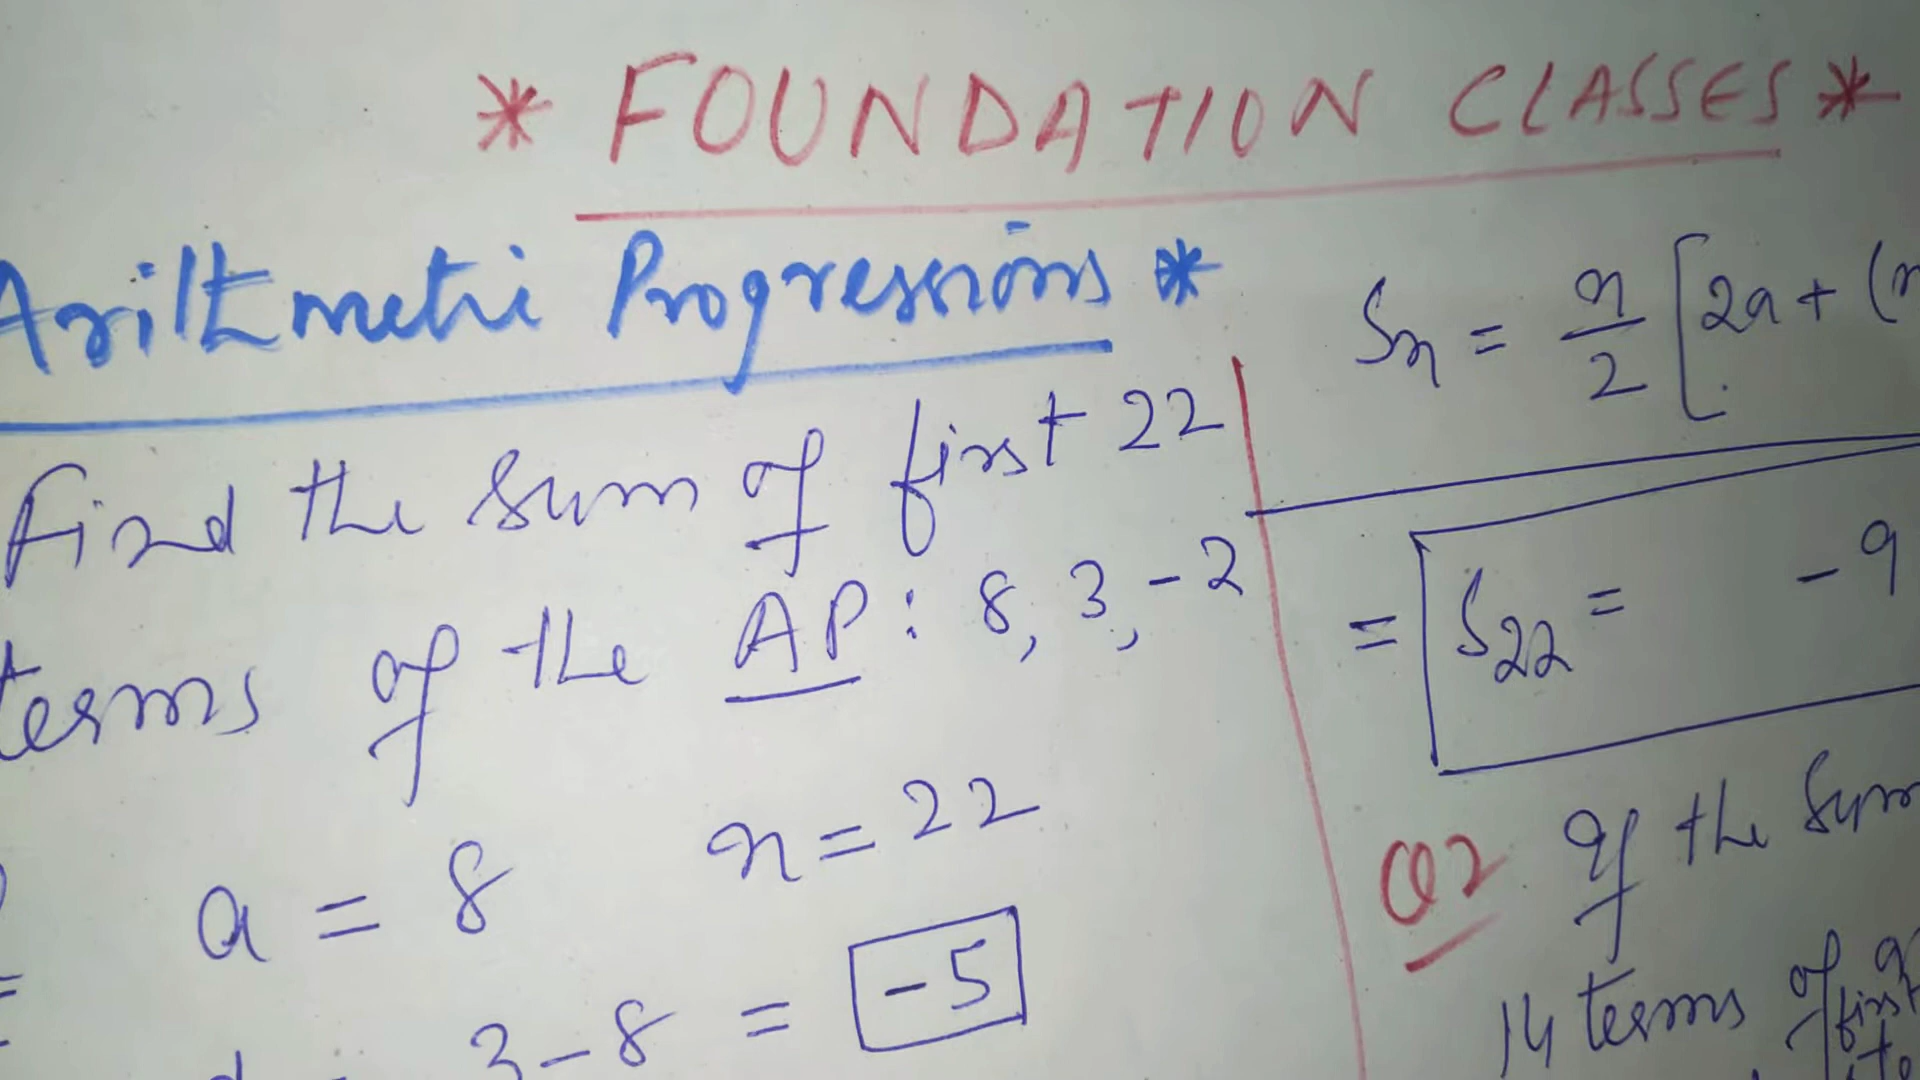 * FOUNDATION CLASSES *
Arithmetic Progressions *
find the sum of first 22
terms of the AP: 8, 3, -2
a = 8 n = 22
3 - 8 = -5
Sn = n/2 [2a + (n
= S22 = -9
Q2 If the Sum
14 terms of first